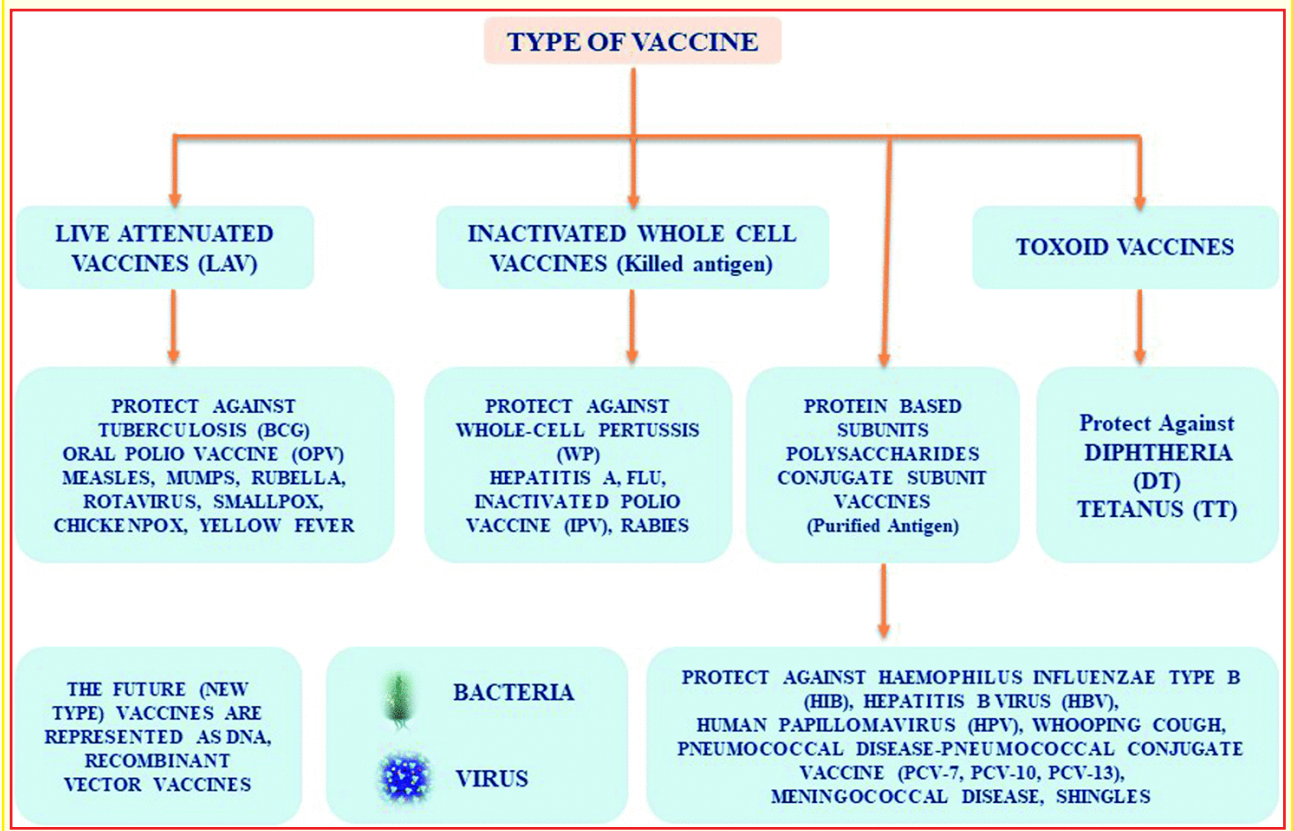 TYPE OF VACCINE
LIVE ATTENUATED
VACCINES (LAV)
INACTIVATED WHOLE CELL
VACCINES (Killed antigen)
TOXOID VACCINES
PROTECT AGAINST
TUBERCULOSIS (BCG)
ORAL POLIO VACCINE (OPV)
MEASLES, MUMPS, RUBELLA,
ROTAVIRUS, SMALLPOX,
CHICKENPOX, YELLOW FEVER
PROTECT AGAINST
WHOLE-CELL PERTUSSIS
(WP)
HEPATITIS A, FLU,
INACTIVATED POLIO
VACCINE (IPV), RABIES
PROTEIN BASED
SUBUNITS
POLYSACCHARIDES
CONJUGATE SUBUNIT
VACCINES
(Purified Antigen)
Protect Against
DIPHTHERIA
(DT)
TETANUS (TT)
THE FUTURE (NEW
TYPE) VACCINES ARE
REPRESENTED AS DNA,
RECOMBINANT
VECTOR VACCINES
BACTERIA
VIRUS
PROTECT AGAINST HAEMOPHILUS INFLUENZAE TYPE B
(HIB), HEPATITIS B VIRUS (HBV),
HUMAN PAPILLOMAVIRUS (HPV), WHOOPING COUGH,
PNEUMOCOCCAL DISEASE-PNEUMOCOCCAL CONJUGATE
VACCINE (PCV-7, PCV-10, PCV-13),
MENINGOCOCCAL DISEASE, SHINGLES